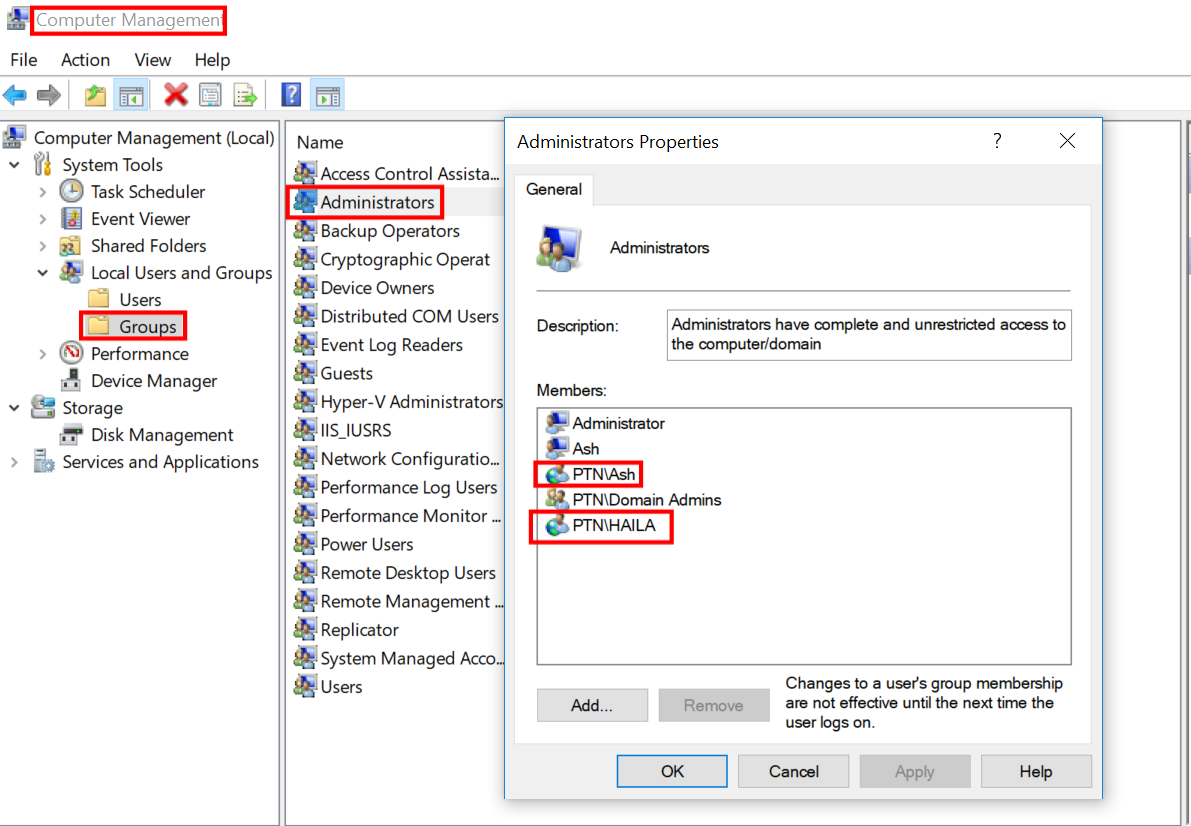 Computer Management
File Action View Help
Computer Management (Local)
System Tools
Task Scheduler
Event Viewer
Shared Folders
Local Users and Groups
Users
Groups
Performance
Device Manager
Storage
Disk Management
Services and Applications
Name
Access Control Assista...
Administrators
Backup Operators
Cryptographic Operat
Device Owners
Distributed COM Users
Event Log Readers
Guests
Hyper-V Administrators
IIS_IUSRS
Network Configuratio...
Performance Log Users
Performance Monitor ...
Power Users
Remote Desktop Users
Remote Management ...
Replicator
System Managed Acco...
Users
Administrators Properties
?
General
Administrators
Description:
Administrators have complete and unrestricted access to
the computer/domain
Members:
Administrator
Ash
PTN\Ash
PTN\Domain Admins
PTN\HAILA
Add...
Remove
Changes to a user's group membership
are not effective until the next time the
user logs on.
OK
Cancel
Apply
Help